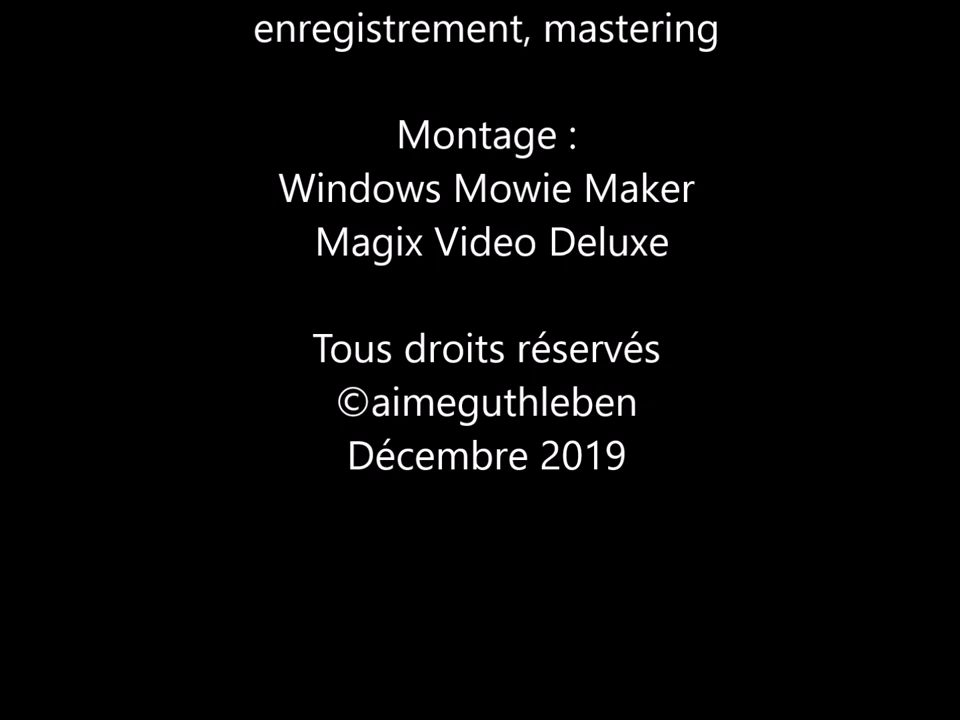 enregistrement, mastering
Montage :
Windows Mowie Maker
Magix Video Deluxe
Tous droits réservés
©aimeguthleben
Décembre 2019